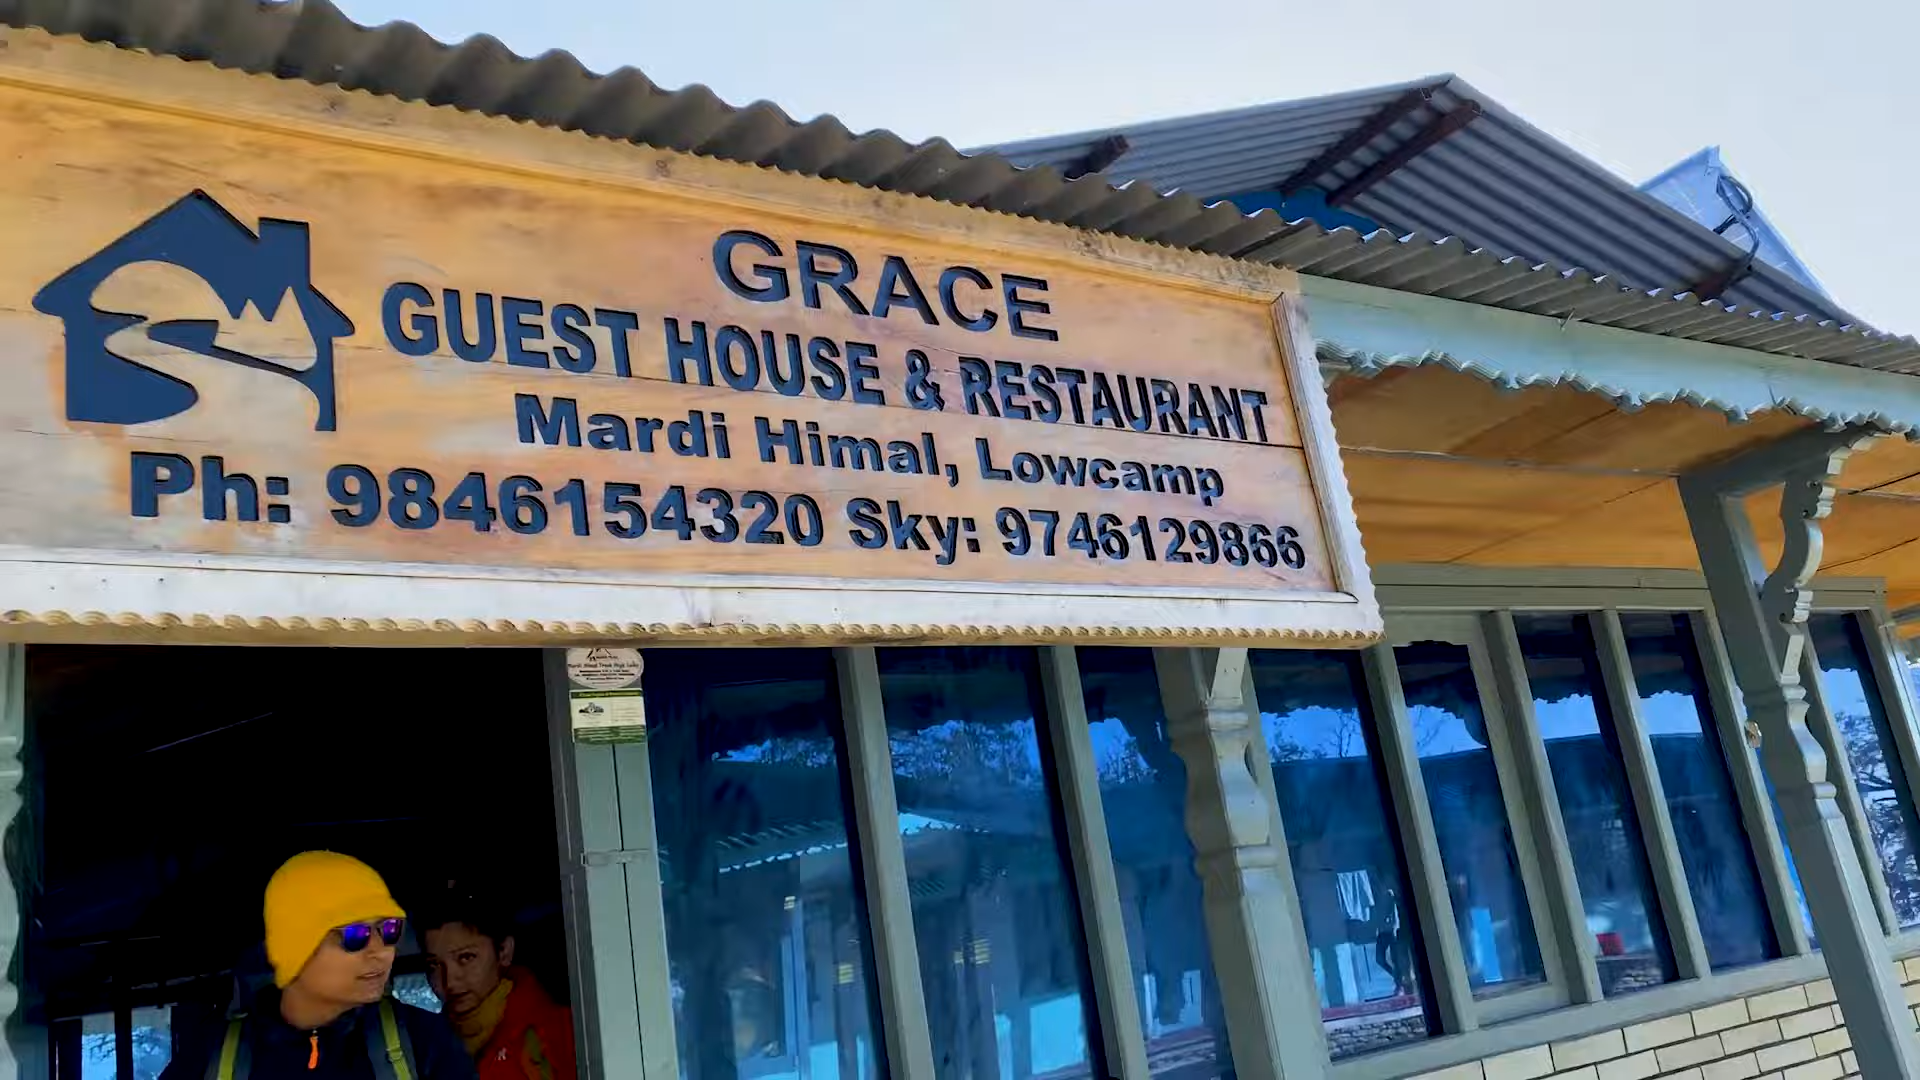 GRACE
GUEST HOUSE & RESTAURANT
Mardi Himal, Lowcamp
Ph: 9846154320 Sky: 9746129866